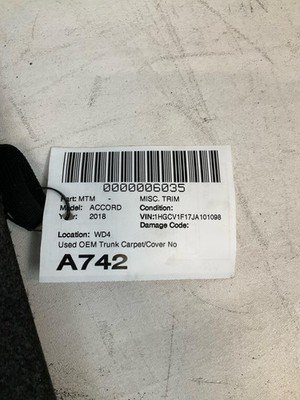 0000006035
Part: MTM - MISC. TRIM
Model: ACCORD Condition:
Year: 2018 VIN:1HGCV1F17JA101098
Damage Code:
Location: WD4
Used OEM Trunk Carpet/Cover No
A742